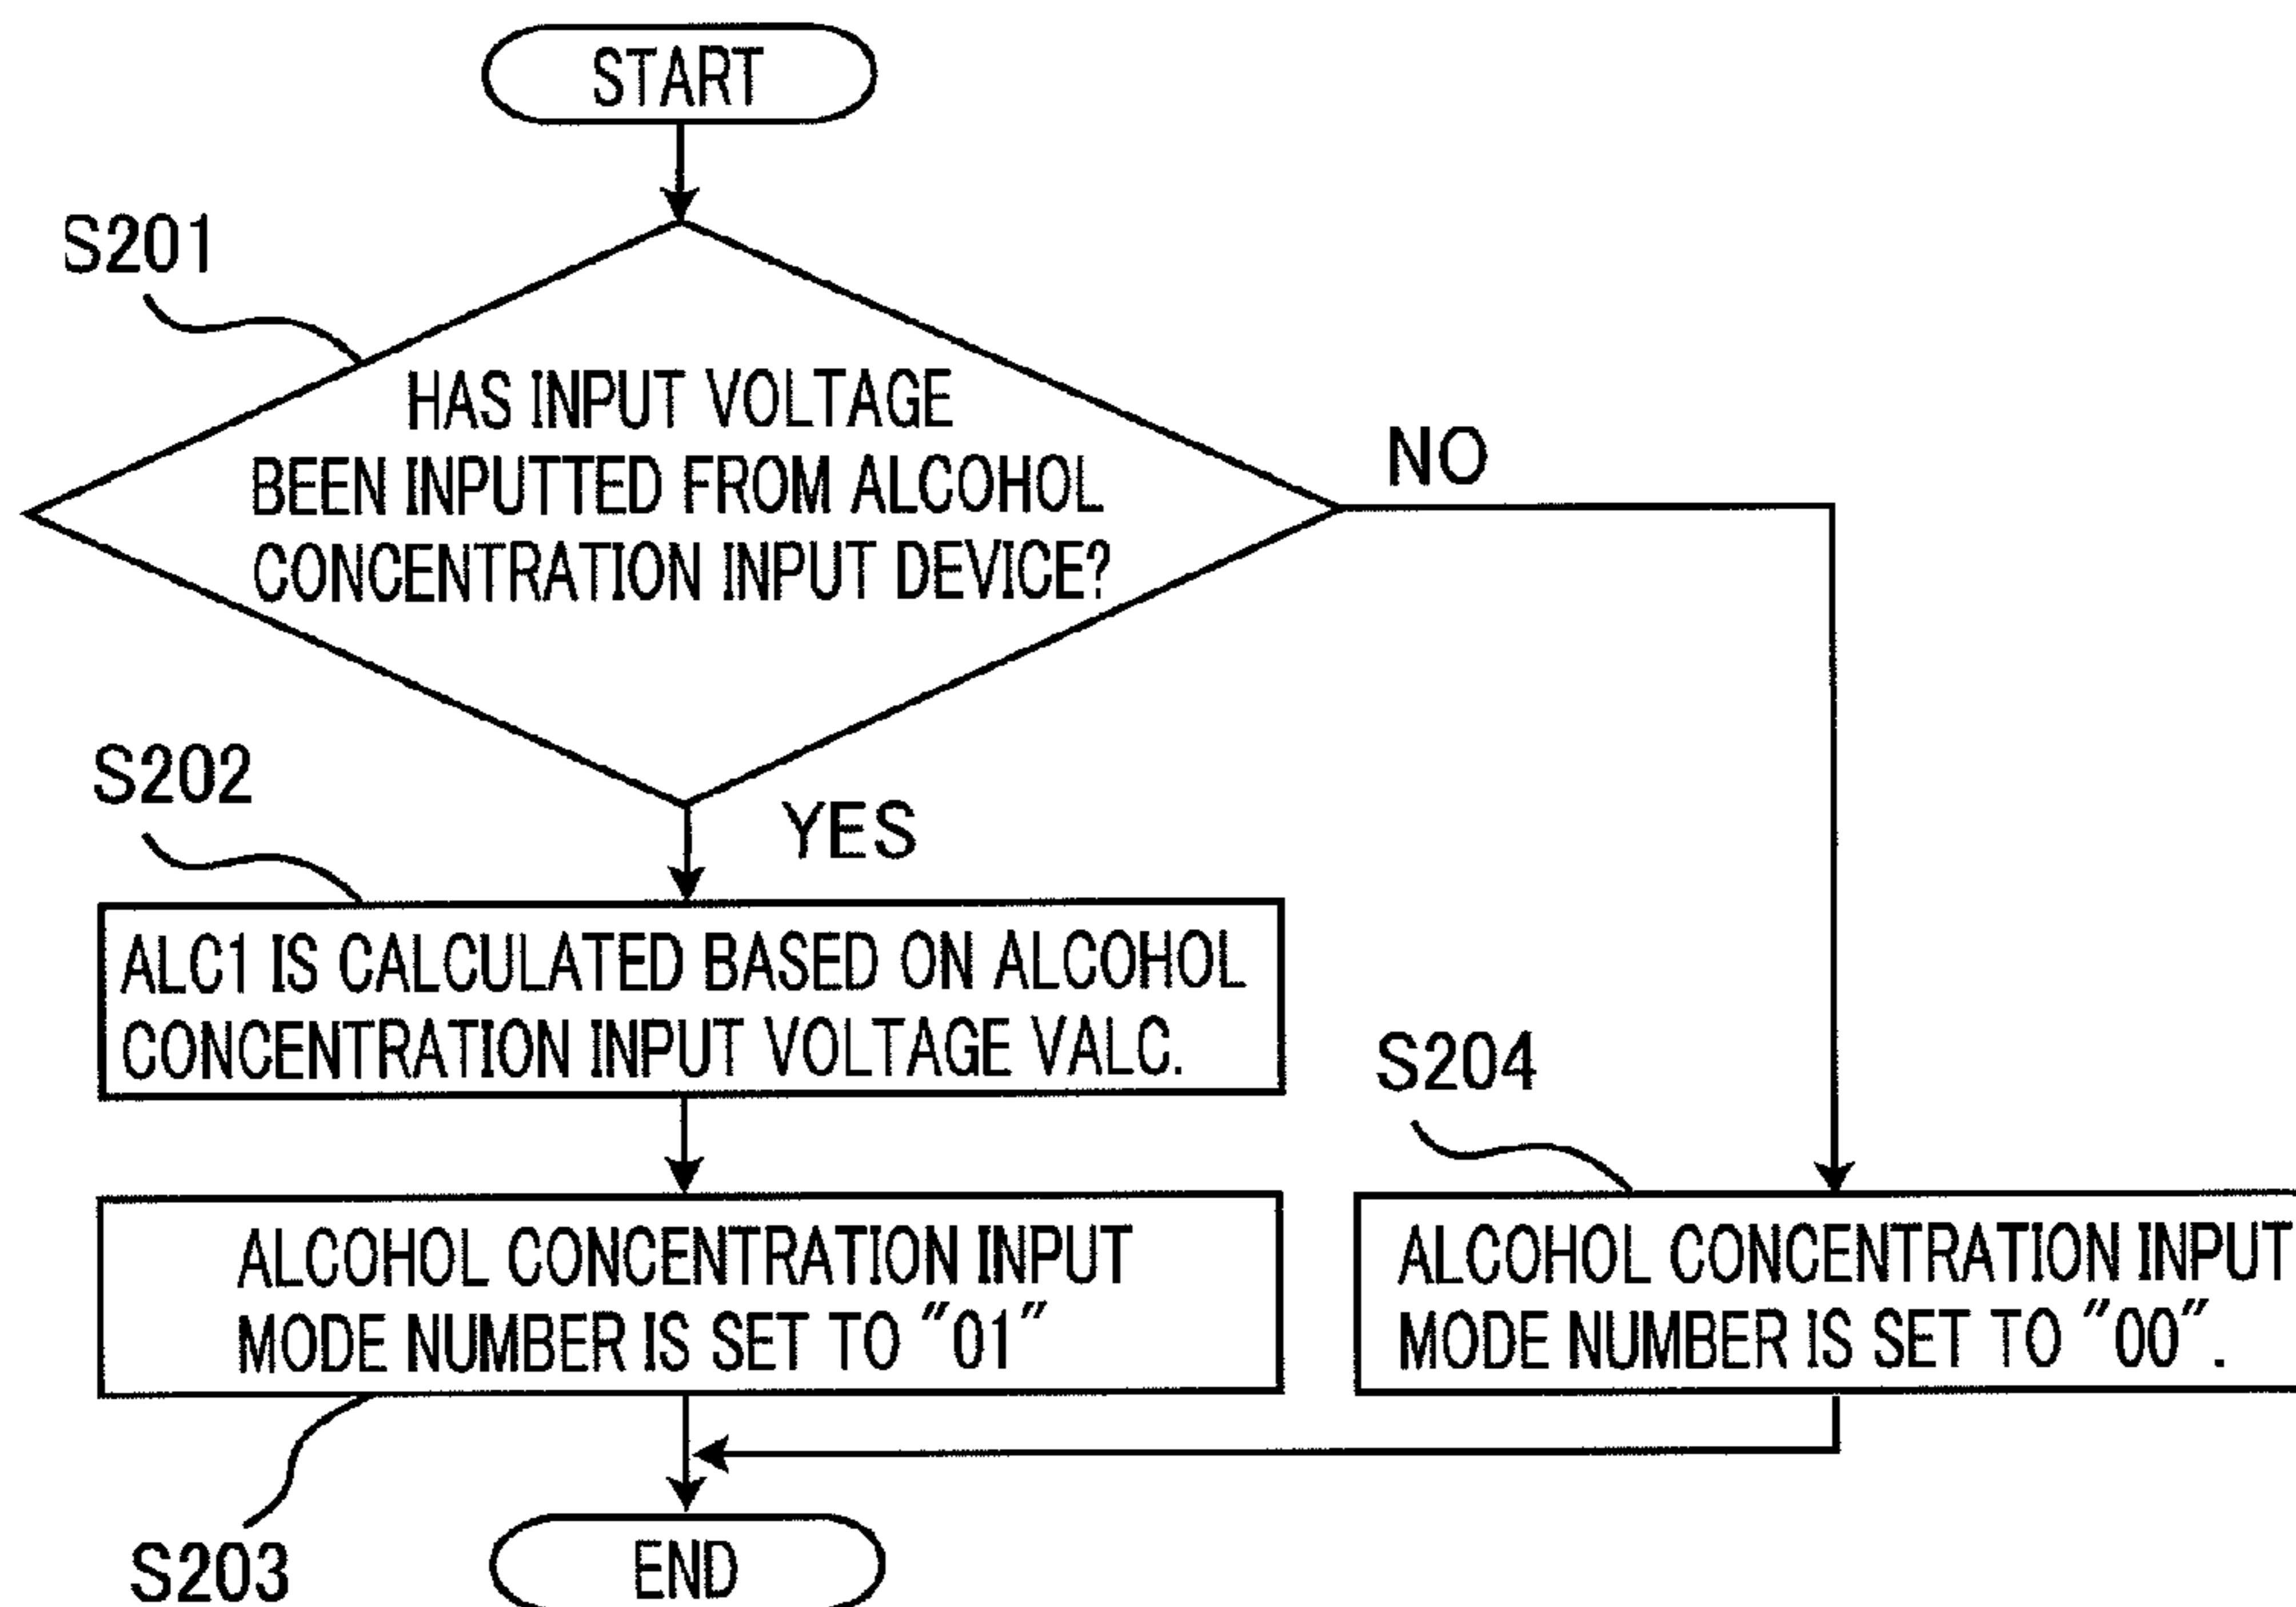 START
S201
HAS INPUT VOLTAGE
BEEN INPUTTED FROM ALCOHOL
CONCENTRATION INPUT DEVICE?
NO
S202
YES
ALC1 IS CALCULATED BASED ON ALCOHOL
CONCENTRATION INPUT VOLTAGE VALC.
S204
ALCOHOL CONCENTRATION INPUT
MODE NUMBER IS SET TO "01"
ALCOHOL CONCENTRATION INPUT
MODE NUMBER IS SET TO "00".
S203
END